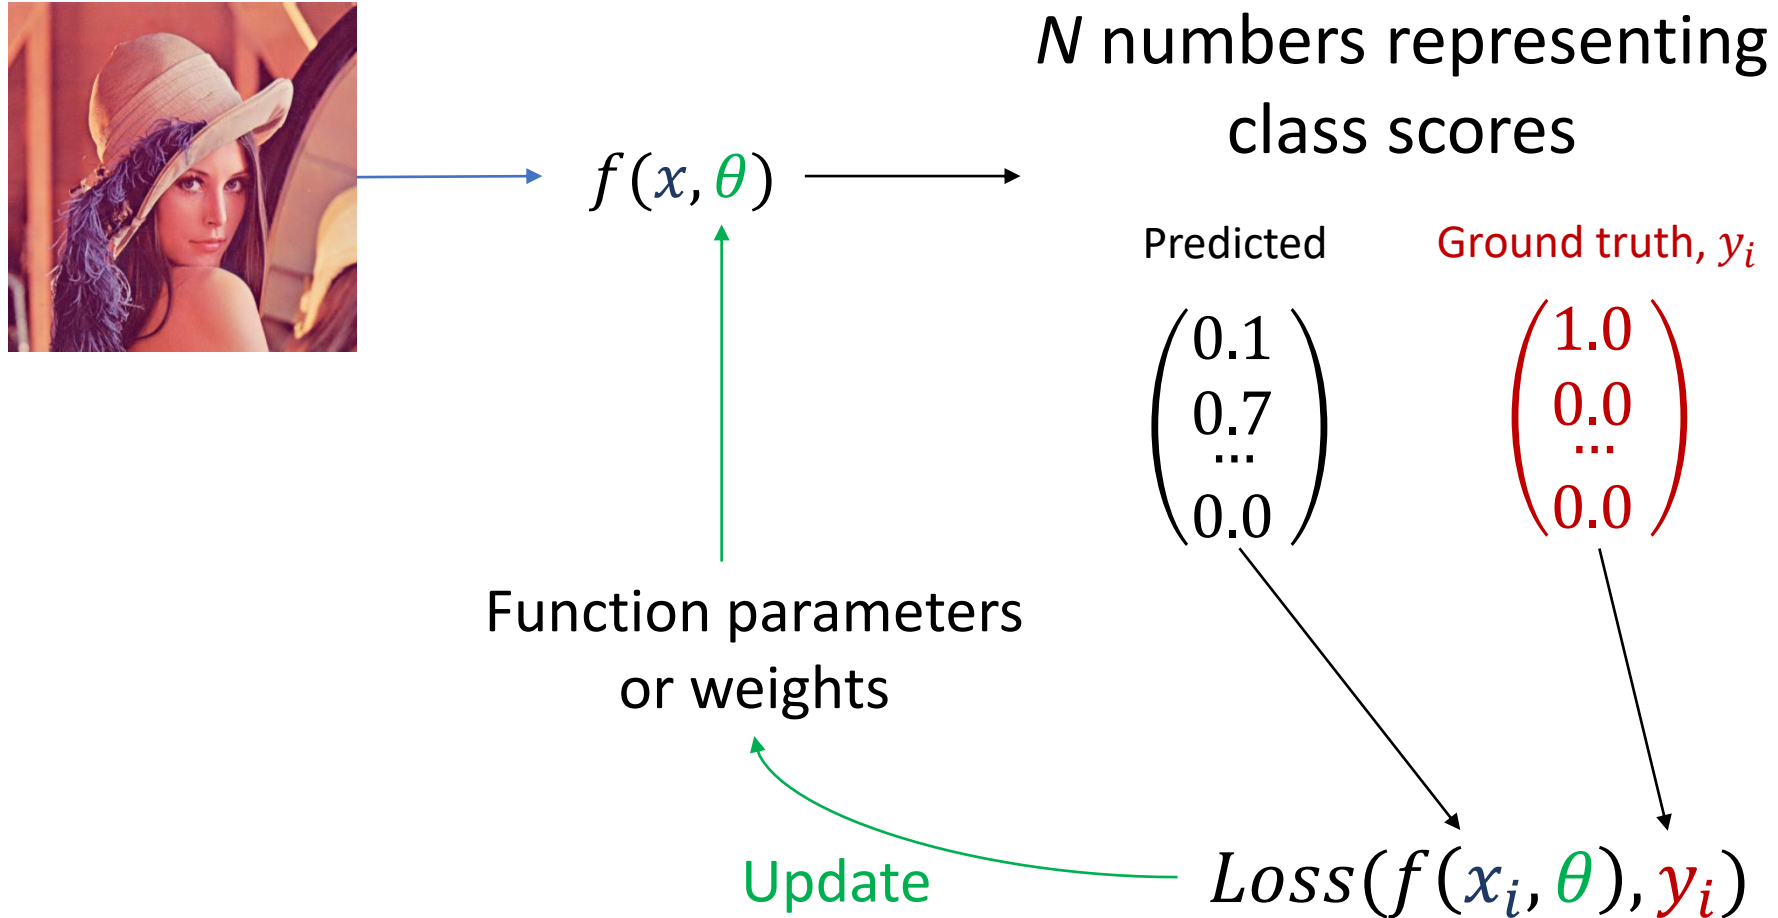 N numbers representing
class scores
f(x, θ)
Predicted
Ground truth, yᵢ
0.1
0.7
...
0.0
1.0
0.0
...
0.0
Function parameters
or weights
Update
Loss(f(xᵢ, θ), yᵢ)